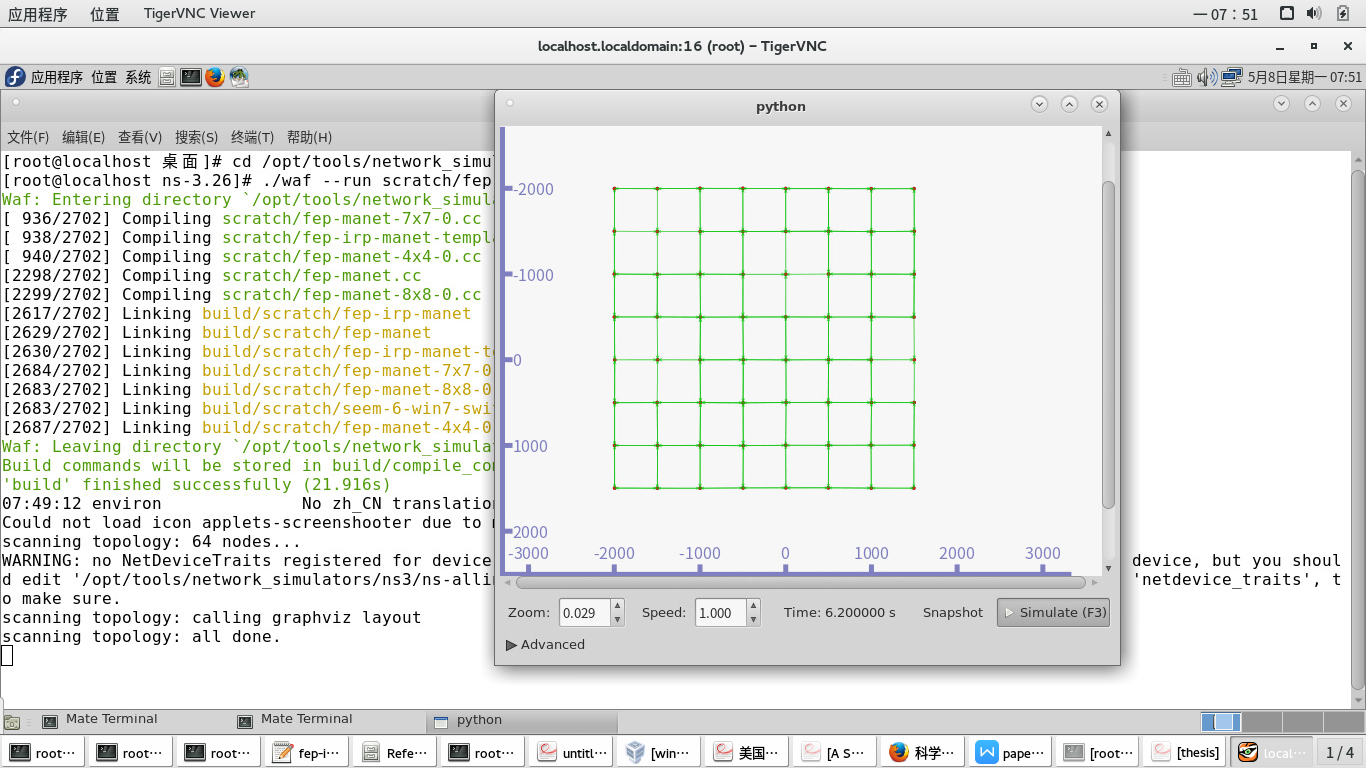 应用程序 位置 TigerVNC Viewer 一 07：51
localhost.localdomain:16 (root) – TigerVNC
应用程序 位置 系统 5月8日星期一 07:51
python
文件(F) 编辑(E) 查看(V) 搜索(S) 终端(T) 帮助(H)
[root@localhost 桌面]# cd /opt/tools/network_simul
[root@localhost ns-3.26]# ./waf --run scratch/fep
Waf: Entering directory `/opt/tools/network_simula
[ 936/2702] Compiling scratch/fep-manet-7x7-0.cc
[ 938/2702] Compiling scratch/fep-irp-manet-templa
[ 940/2702] Compiling scratch/fep-manet-4x4-0.cc
[2298/2702] Compiling scratch/fep-manet.cc
[2299/2702] Compiling scratch/fep-manet-8x8-0.cc
[2617/2702] Linking build/scratch/fep-irp-manet
[2629/2702] Linking build/scratch/fep-manet
[2630/2702] Linking build/scratch/fep-irp-manet-te
[2684/2702] Linking build/scratch/fep-manet-7x7-0
[2683/2702] Linking build/scratch/fep-manet-8x8-0
[2683/2702] Linking build/scratch/seem-6-win7-swi
[2687/2702] Linking build/scratch/fep-manet-4x4-0
Waf: Leaving directory `/opt/tools/network_simulat
Build commands will be stored in build/compile_com
'build' finished successfully (21.916s)
07:49:12 environ No zh_CN translation
Could not load icon applets-screenshooter due to m
scanning topology: 64 nodes...
WARNING: no NetDeviceTraits registered for device device, but you shoul
d edit '/opt/tools/network_simulators/ns3/ns-allin 'netdevice_traits', t
o make sure.
scanning topology: calling graphviz layout
scanning topology: all done.
-2000
-1000
0
1000
2000
-3000 -2000 -1000 0 1000 2000 3000
Zoom: 0.029 Speed: 1.000 Time: 6.200000 s Snapshot Simulate (F3)
Advanced
Mate Terminal Mate Terminal python
root··· root··· root··· fep-i··· Refe··· root··· untitl··· [win··· 美国··· [A S··· 科学··· pape··· [root··· [thesis] local··· 1 / 4